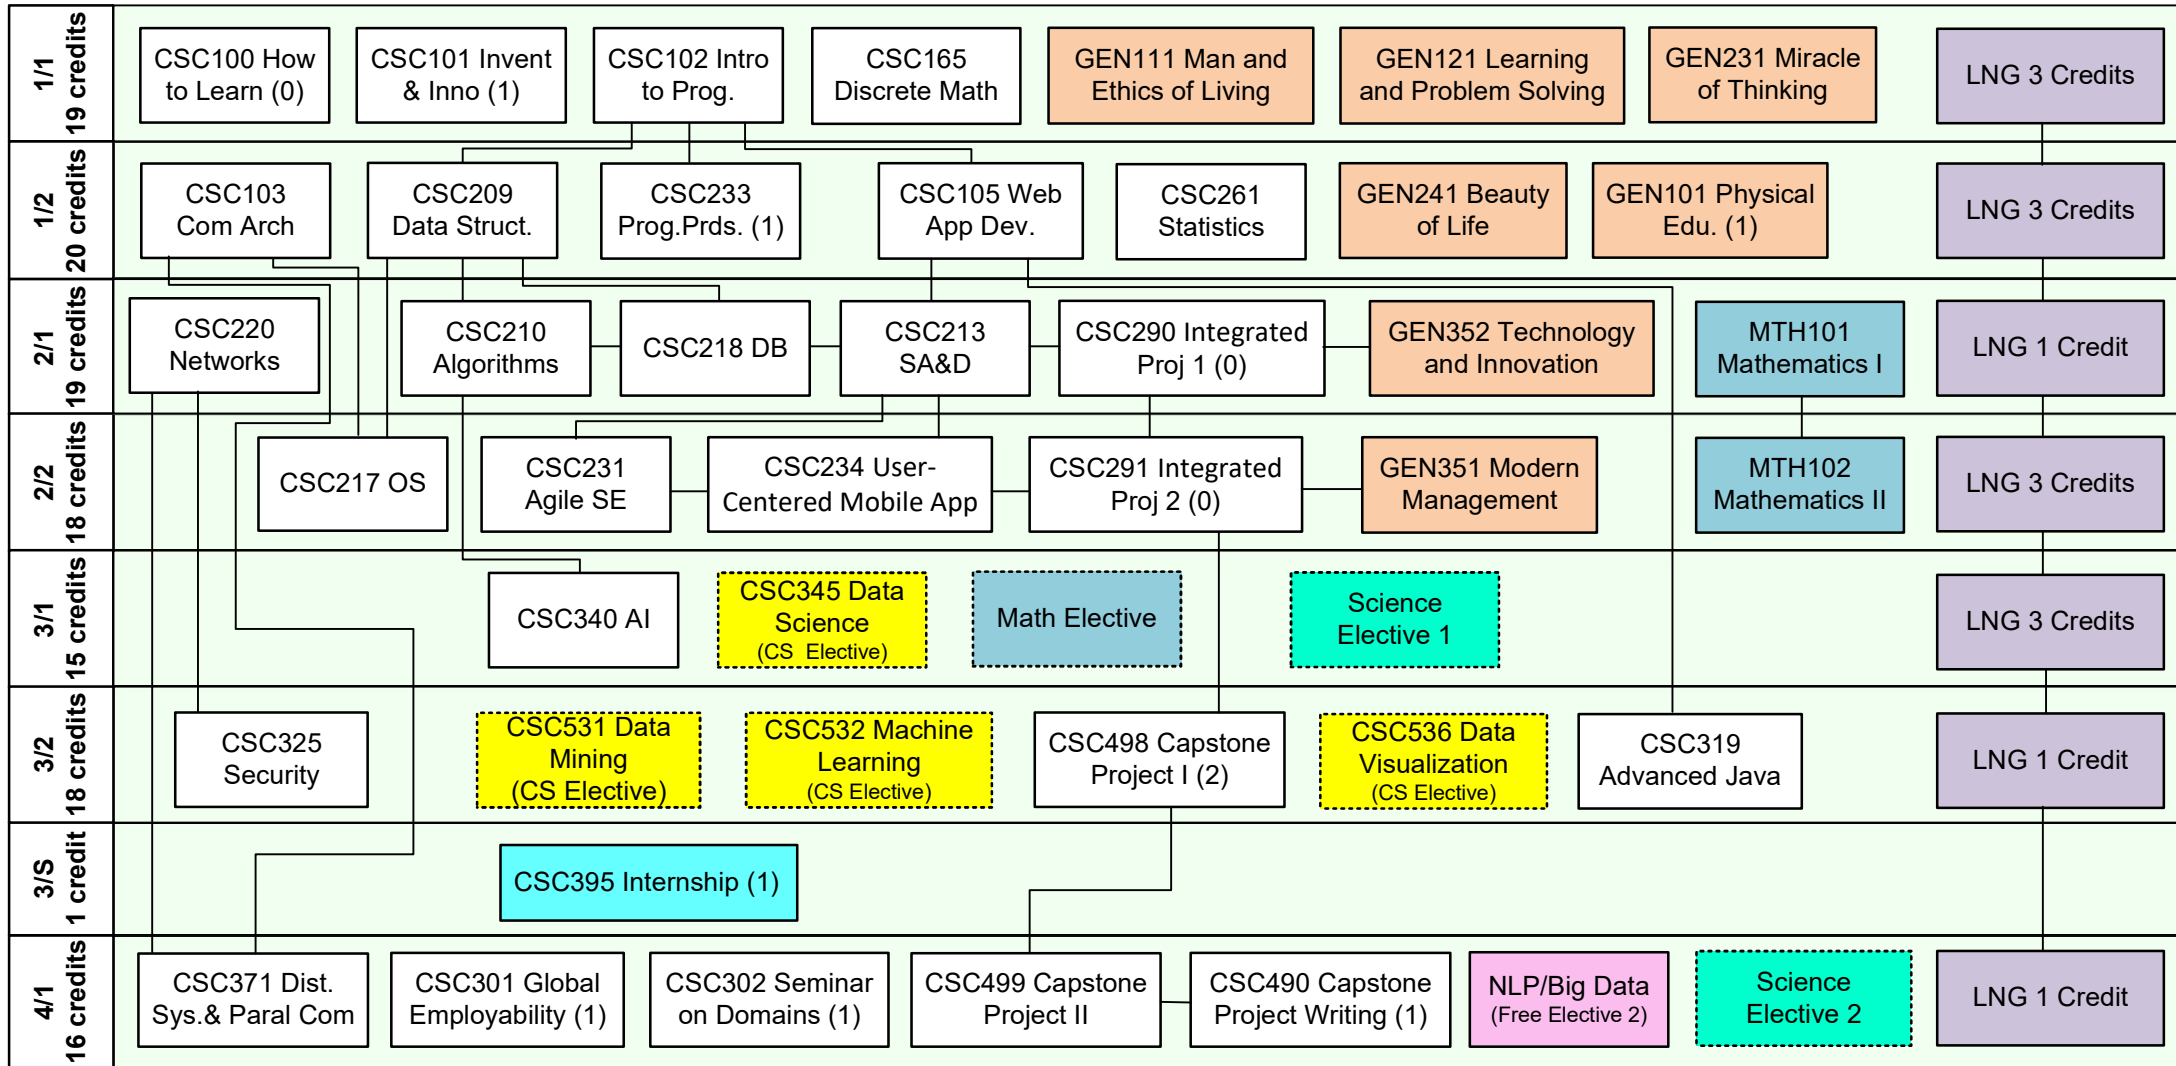 1/1
19 credits
CSC100 How
to Learn (0)
CSC101 Invent
& Inno (1)
CSC102 Intro
to Prog.
CSC165
Discrete Math
GEN111 Man and
Ethics of Living
GEN121 Learning
and Problem Solving
GEN231 Miracle
of Thinking
LNG 3 Credits
1/2
20 credits
CSC103
Com Arch
CSC209
Data Struct.
CSC233
Prog.Prds. (1)
CSC105 Web
App Dev.
CSC261
Statistics
GEN241 Beauty
of Life
GEN101 Physical
Edu. (1)
LNG 3 Credits
2/1
19 credits
CSC220
Networks
CSC210
Algorithms
CSC218 DB
CSC213
SA&D
CSC290 Integrated
Proj 1 (0)
GEN352 Technology
and Innovation
MTH101
Mathematics I
LNG 1 Credit
2/2
18 credits
CSC217 OS
CSC231
Agile SE
CSC234 User-
Centered Mobile App
CSC291 Integrated
Proj 2 (0)
GEN351 Modern
Management
MTH102
Mathematics II
LNG 3 Credits
3/1
15 credits
CSC340 AI
CSC345 Data
Science
(CS Elective)
Math Elective
Science
Elective 1
LNG 3 Credits
3/2
18 credits
CSC325
Security
CSC531 Data
Mining
(CS Elective)
CSC532 Machine
Learning
(CS Elective)
CSC498 Capstone
Project I (2)
CSC536 Data
Visualization
(CS Elective)
CSC319
Advanced Java
LNG 1 Credit
3/S
1 credit
CSC395 Internship (1)
4/1
16 credits
CSC371 Dist.
Sys.& Paral Com
CSC301 Global
Employability (1)
CSC302 Seminar
on Domains (1)
CSC499 Capstone
Project II
CSC490 Capstone
Project Writing (1)
NLP/Big Data
(Free Elective 2)
Science
Elective 2
LNG 1 Credit